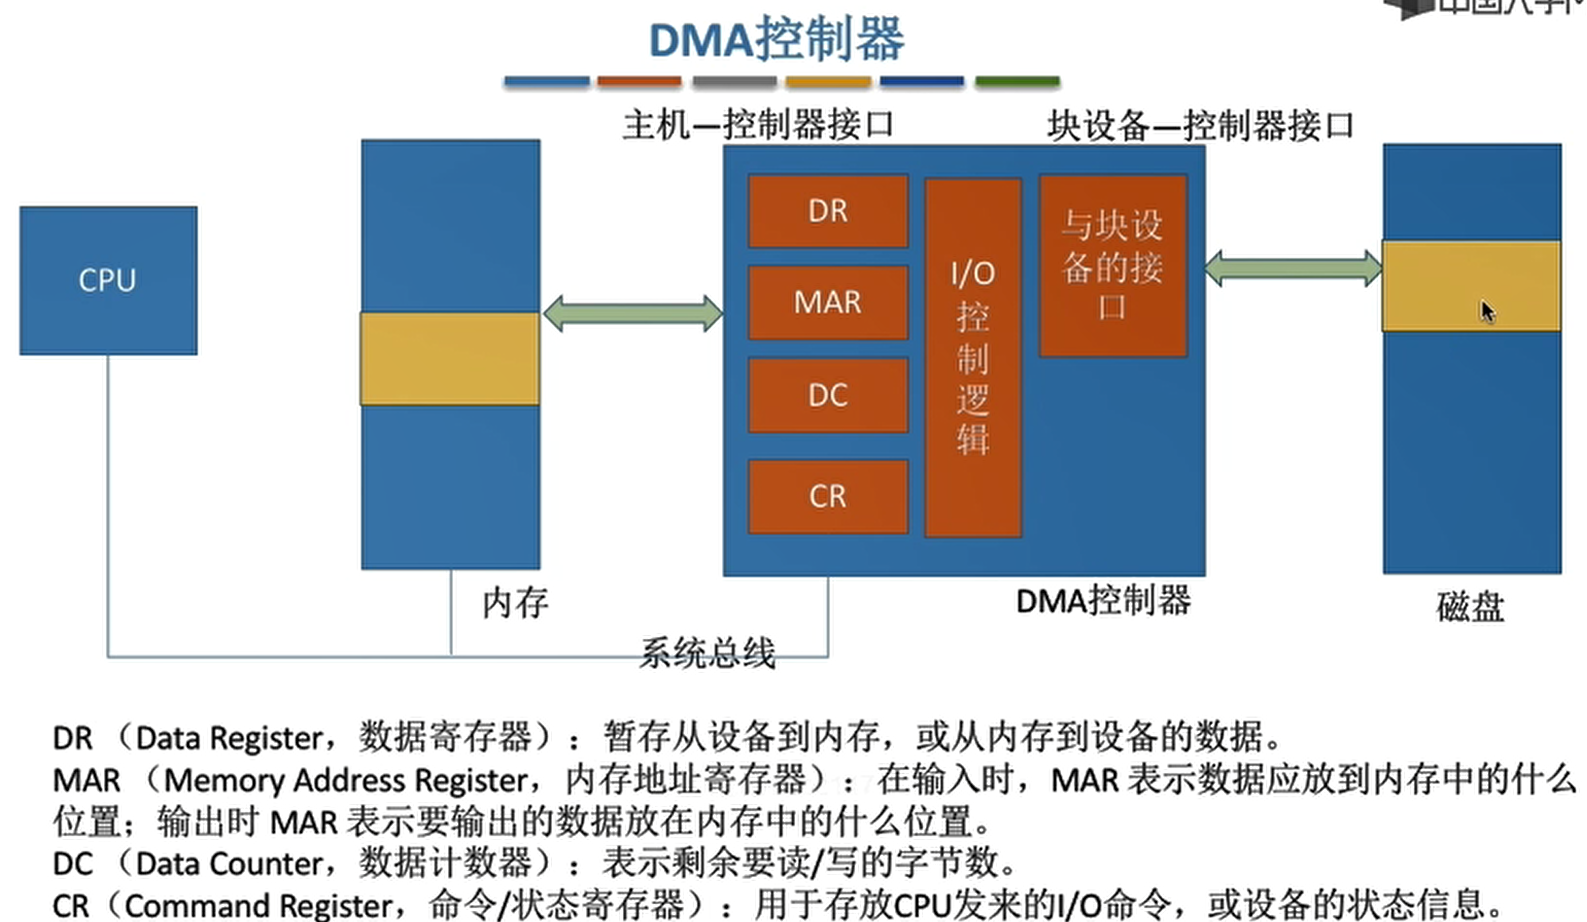 DMA控制器
主机—控制器接口
块设备—控制器接口
CPU
DR
MAR
DC
CR
I/O
控
制
逻
辑
与块设
备的接
口
内存
DMA控制器
磁盘
系统总线
DR （Data Register，数据寄存器）：暂存从设备到内存，或从内存到设备的数据。
MAR （Memory Address Register，内存地址寄存器）：在输入时，MAR 表示数据应放到内存中的什么
位置；输出时 MAR 表示要输出的数据放在内存中的什么位置。
DC （Data Counter，数据计数器）：表示剩余要读/写的字节数。
CR（Command Register，命令/状态寄存器）：用于存放CPU发来的I/O命令，或设备的状态信息。